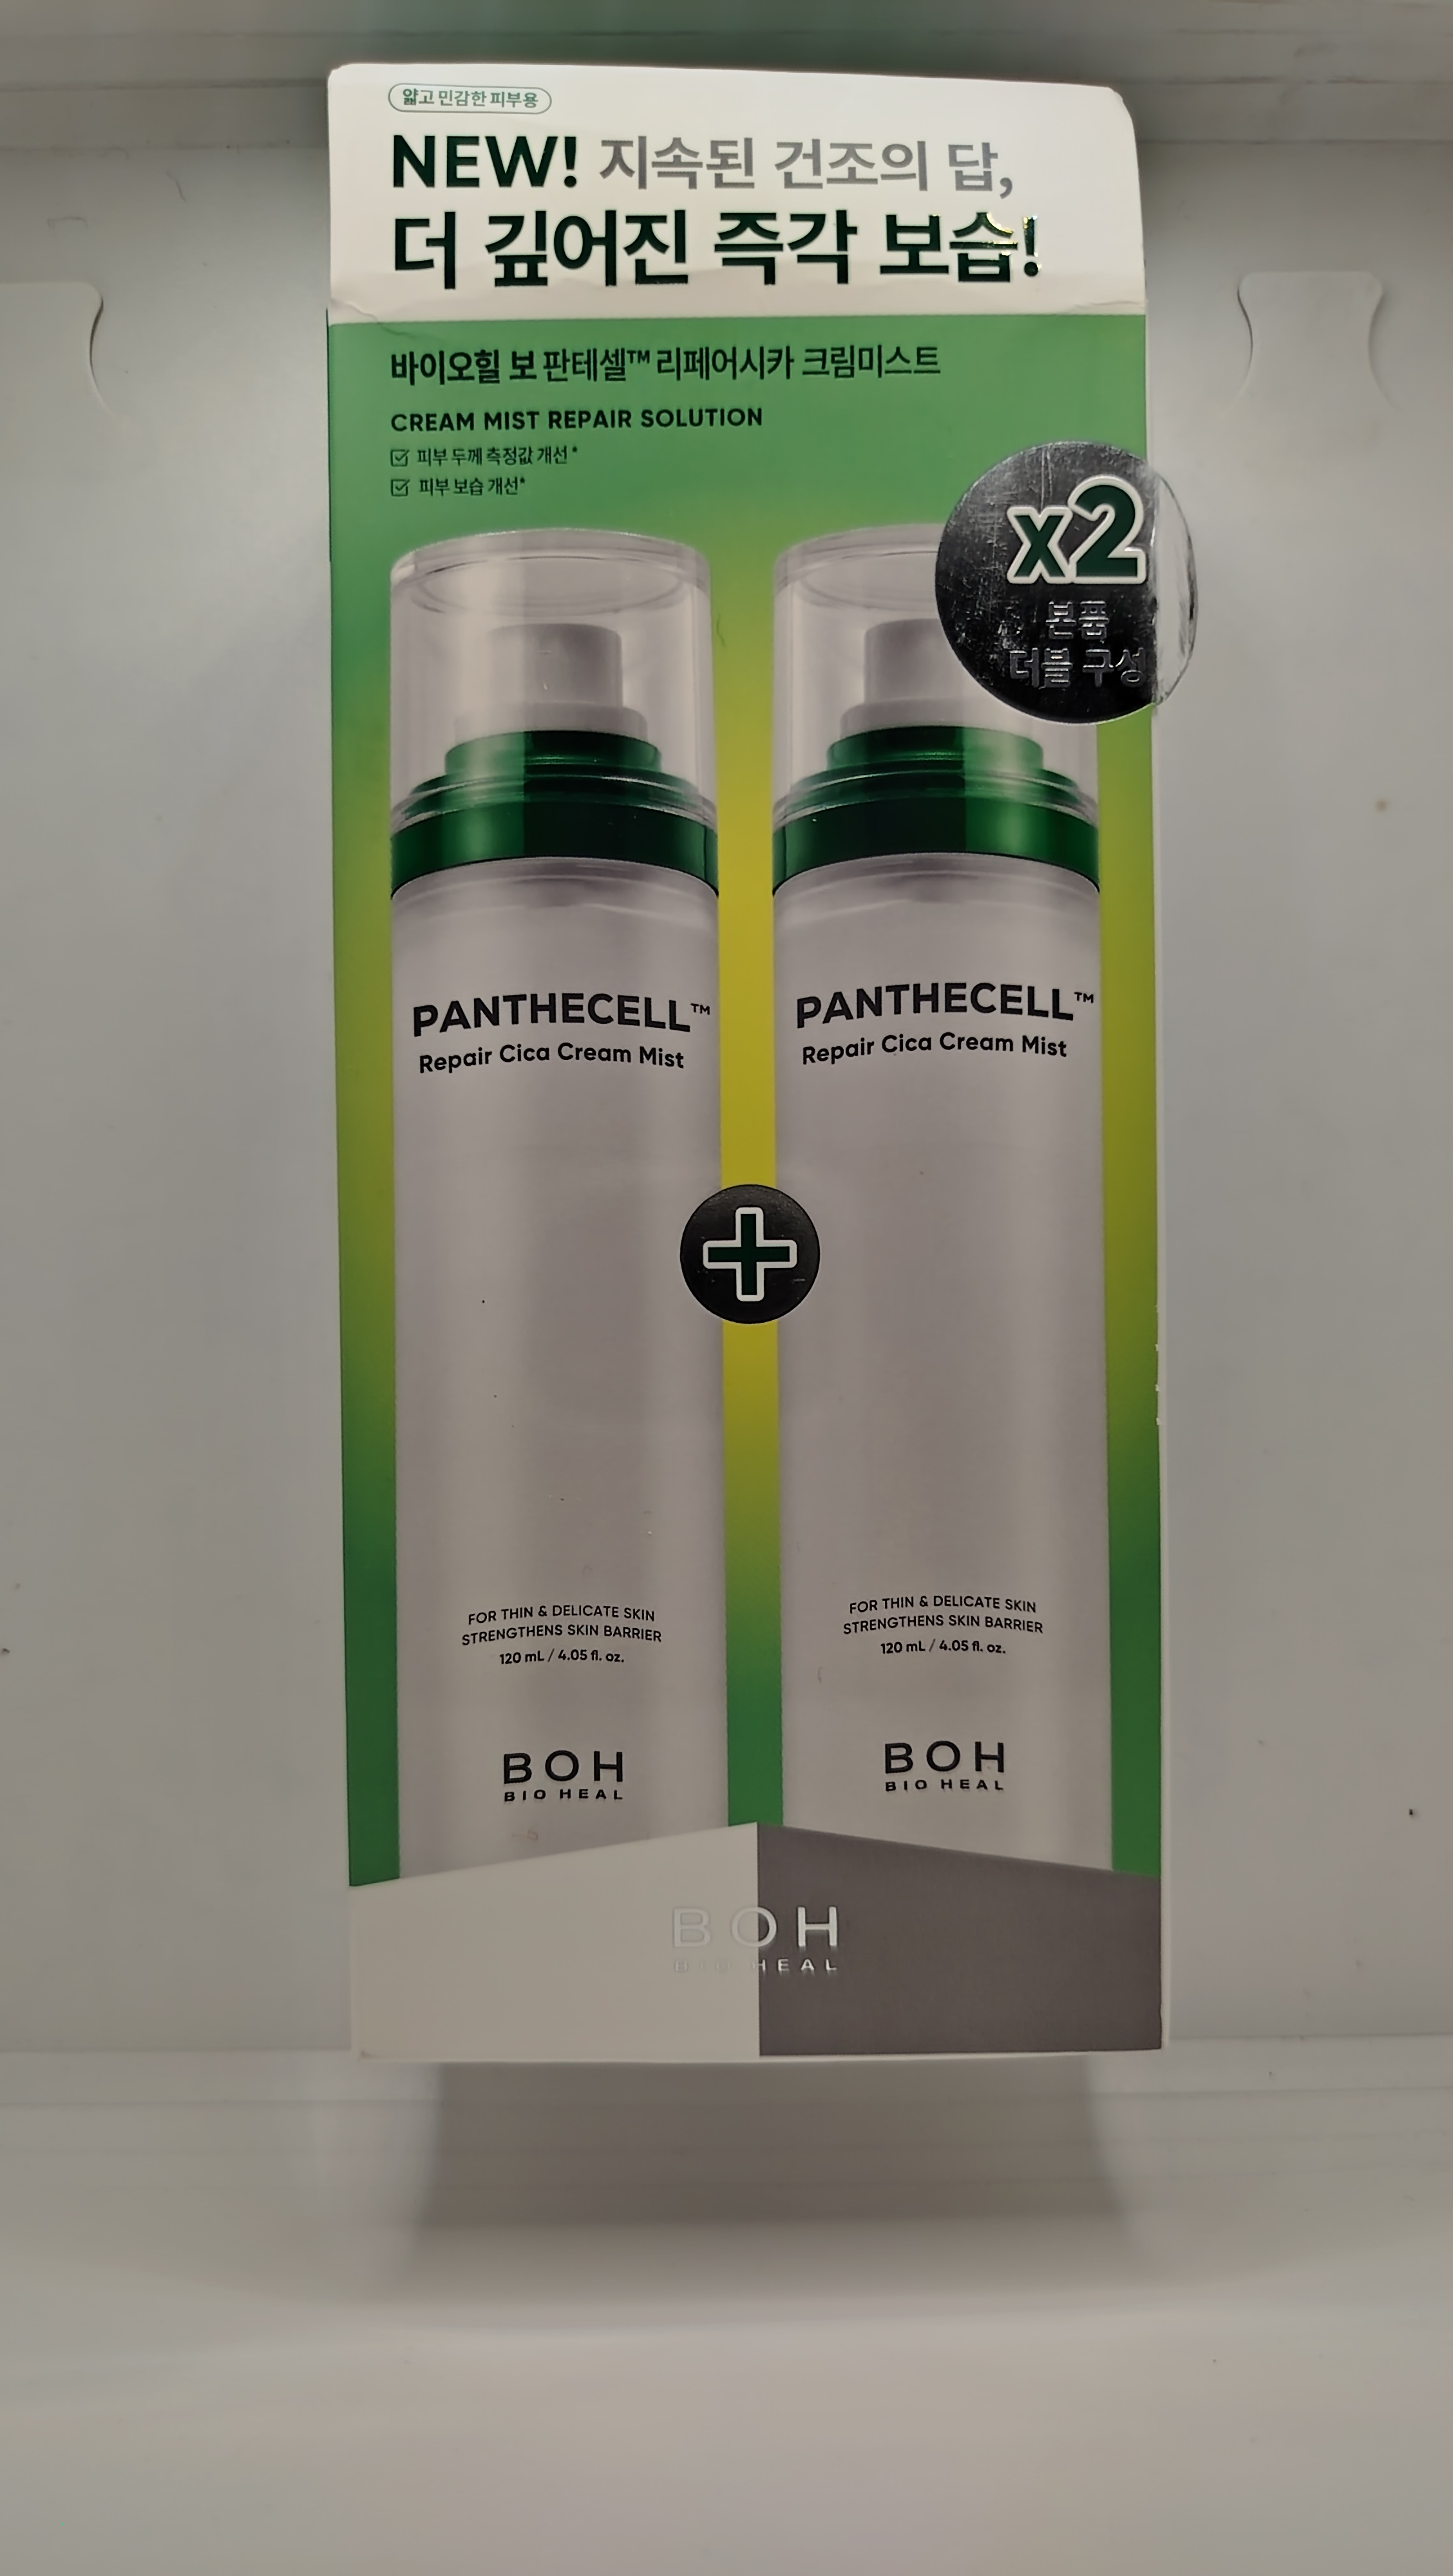 얇고 민감한 피부용
NEW! 지속된 건조의 답,
더 깊어진 즉각 보습!
바이오힐 보 판테셀™ 리페어시카 크림미스트
CREAM MIST REPAIR SOLUTION
피부 두께 측정값 개선*
피부 보습 개선*
x2
본품
더블 구성
PANTHECELL™
Repair Cica Cream Mist
FOR THIN & DELICATE SKIN
STRENGTHENS SKIN BARRIER
120 mL / 4.05 fl. oz.
BOH
BIO HEAL
PANTHECELL™
Repair Cica Cream Mist
FOR THIN & DELICATE SKIN
STRENGTHENS SKIN BARRIER
120 mL / 4.05 fl. oz.
BOH
BIO HEAL
BOH
BIO HEAL